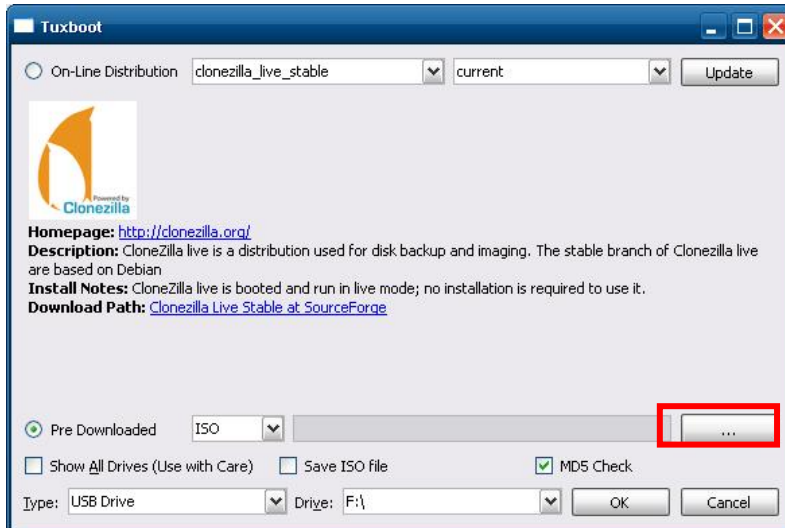 Tuxboot
On-Line Distribution clonezilla_live_stable current Update
Powered by
Clonezilla
Homepage: http://clonezilla.org/
Description: CloneZilla live is a distribution used for disk backup and imaging. The stable branch of Clonezilla live
are based on Debian
Install Notes: CloneZilla live is booted and run in live mode; no installation is required to use it.
Download Path: Clonezilla Live Stable at SourceForge
Pre Downloaded ISO ...
Show All Drives (Use with Care) Save ISO file MD5 Check
Type: USB Drive Drive: F:\ OK Cancel